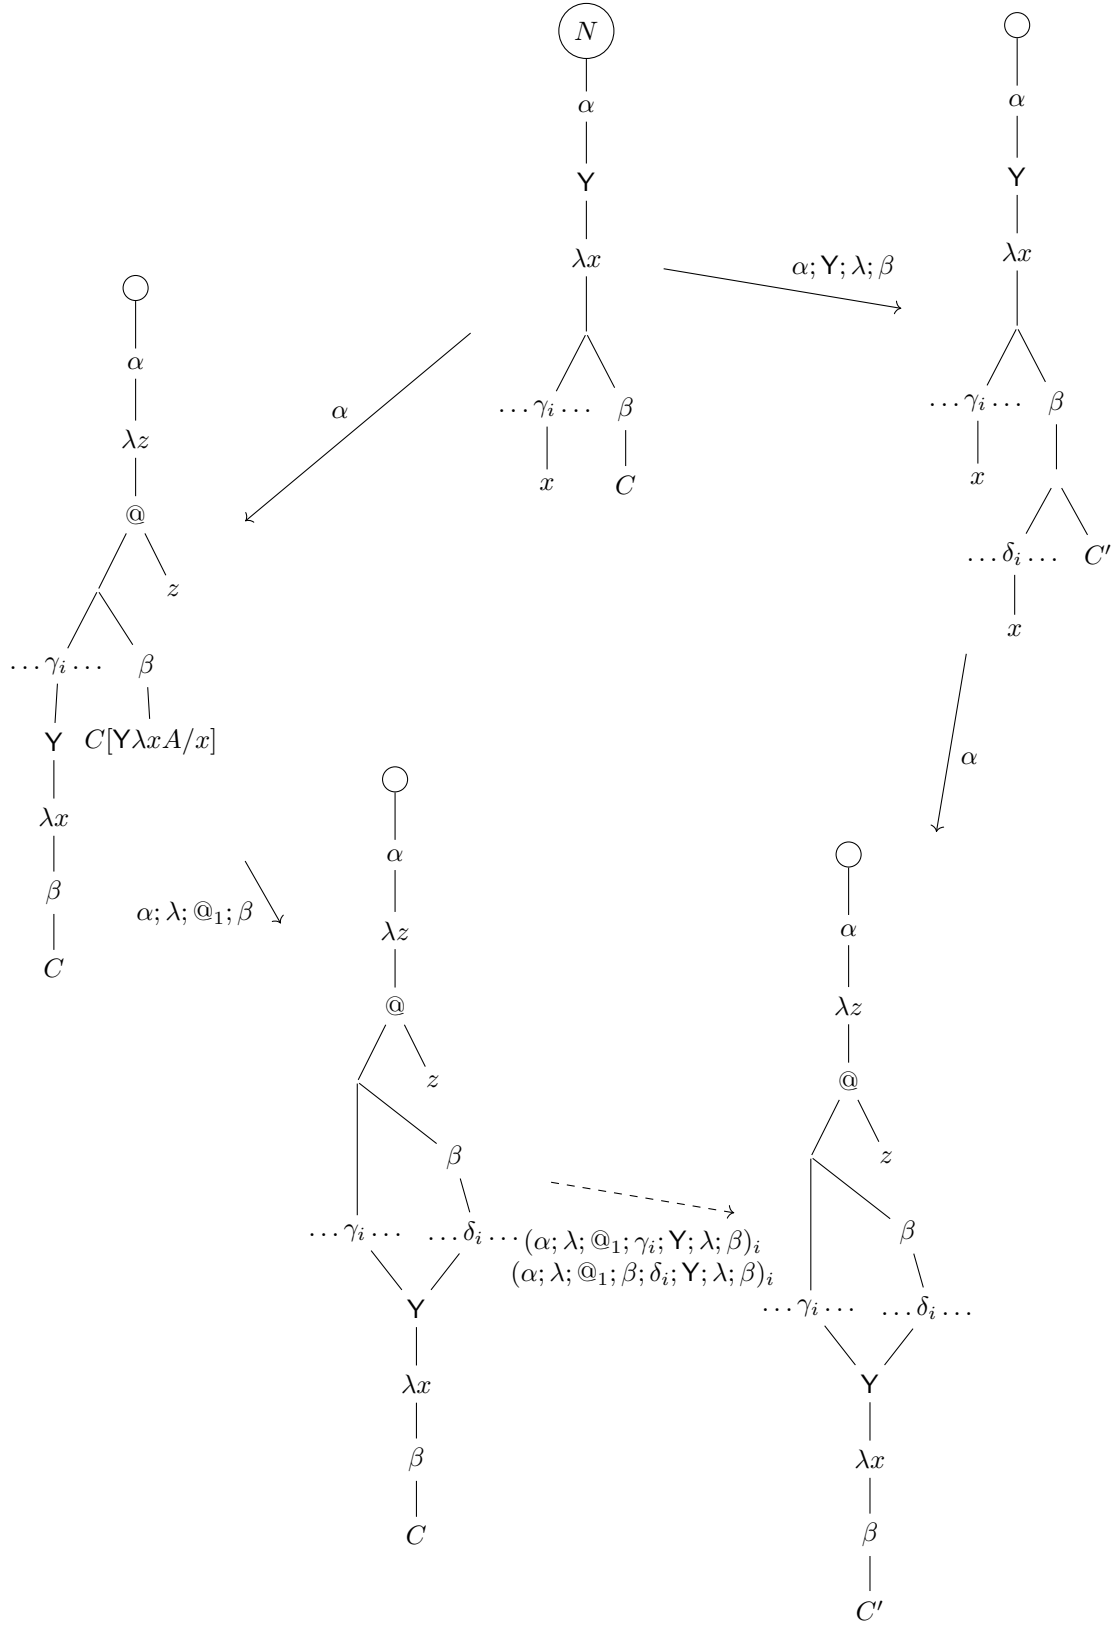 N
α
Y
λx
…γᵢ… β
x C
α
Y
λx
…γᵢ… β
x
…δᵢ… C′
x
α; Y; λ; β
α
α
λz
@
z
…γᵢ… β
Y C[YλxA/x]
λx
β
C
α; λ; @₁; β
α
α
λz
@
z
β
…γᵢ… …δᵢ…
Y
λx
β
C
(α; λ; @₁; γᵢ; Y; λ; β)ᵢ
(α; λ; @₁; β; δᵢ; Y; λ; β)ᵢ
α
λz
@
z
β
…γᵢ… …δᵢ…
Y
λx
β
C′